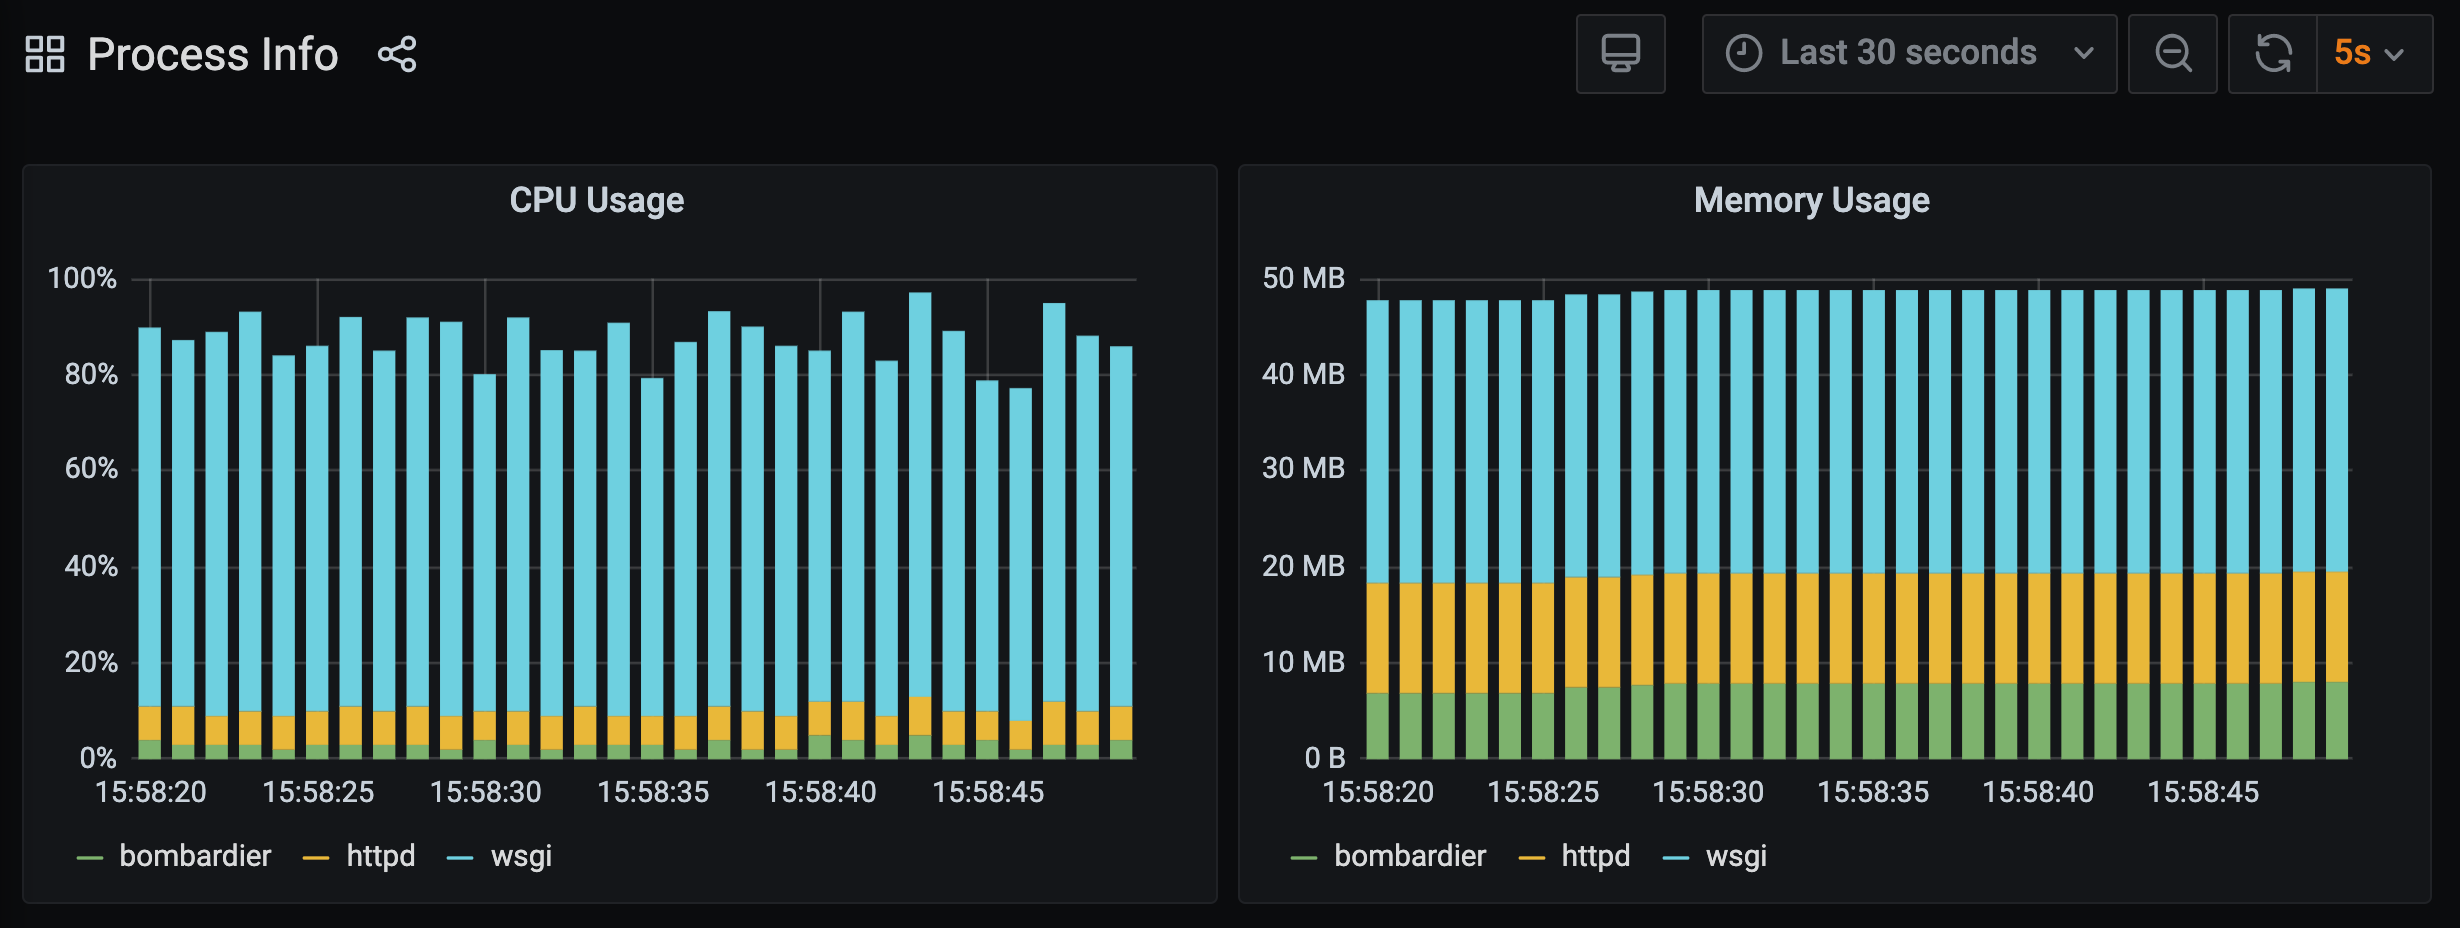 Process Info
Last 30 seconds
5s
CPU Usage
100%
80%
60%
40%
20%
0%
15:58:20 15:58:25 15:58:30 15:58:35 15:58:40 15:58:45
bombardier httpd wsgi
Memory Usage
50 MB
40 MB
30 MB
20 MB
10 MB
0 B
15:58:20 15:58:25 15:58:30 15:58:35 15:58:40 15:58:45
bombardier httpd wsgi